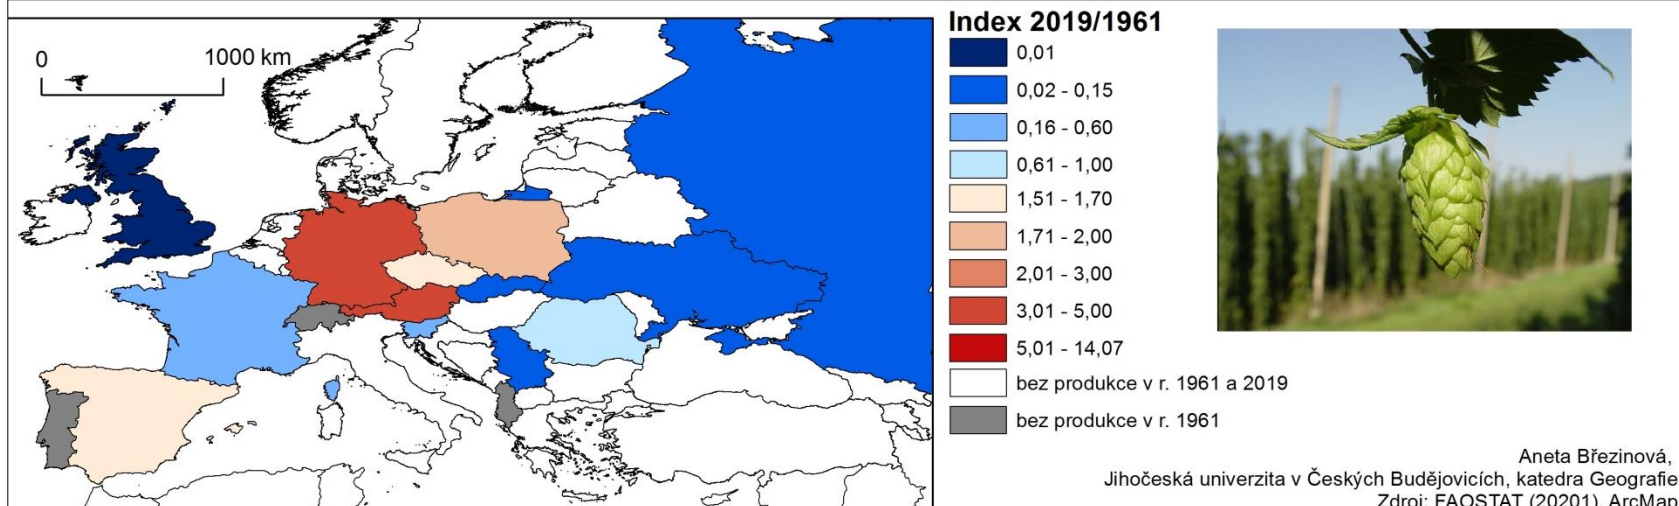 0 1000 km
Index 2019/1961
0,01
0,02 - 0,15
0,16 - 0,60
0,61 - 1,00
1,51 - 1,70
1,71 - 2,00
2,01 - 3,00
3,01 - 5,00
5,01 - 14,07
bez produkce v r. 1961 a 2019
bez produkce v r. 1961
Aneta Březinová,
Jihočeská univerzita v Českých Budějovicích, katedra Geografie
Zdroj: FAOSTAT (20201), ArcMap